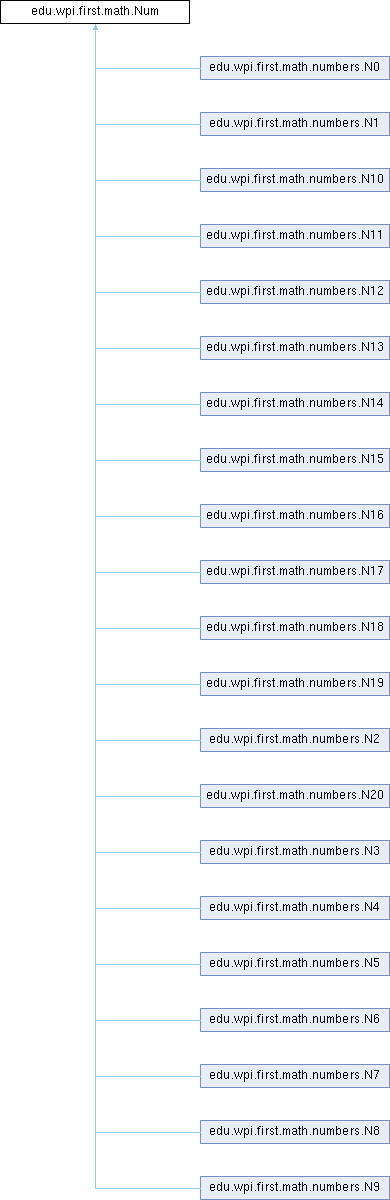 edu.wpi.first.math.Num
edu.wpi.first.math.numbers.N0
edu.wpi.first.math.numbers.N1
edu.wpi.first.math.numbers.N10
edu.wpi.first.math.numbers.N11
edu.wpi.first.math.numbers.N12
edu.wpi.first.math.numbers.N13
edu.wpi.first.math.numbers.N14
edu.wpi.first.math.numbers.N15
edu.wpi.first.math.numbers.N16
edu.wpi.first.math.numbers.N17
edu.wpi.first.math.numbers.N18
edu.wpi.first.math.numbers.N19
edu.wpi.first.math.numbers.N2
edu.wpi.first.math.numbers.N20
edu.wpi.first.math.numbers.N3
edu.wpi.first.math.numbers.N4
edu.wpi.first.math.numbers.N5
edu.wpi.first.math.numbers.N6
edu.wpi.first.math.numbers.N7
edu.wpi.first.math.numbers.N8
edu.wpi.first.math.numbers.N9